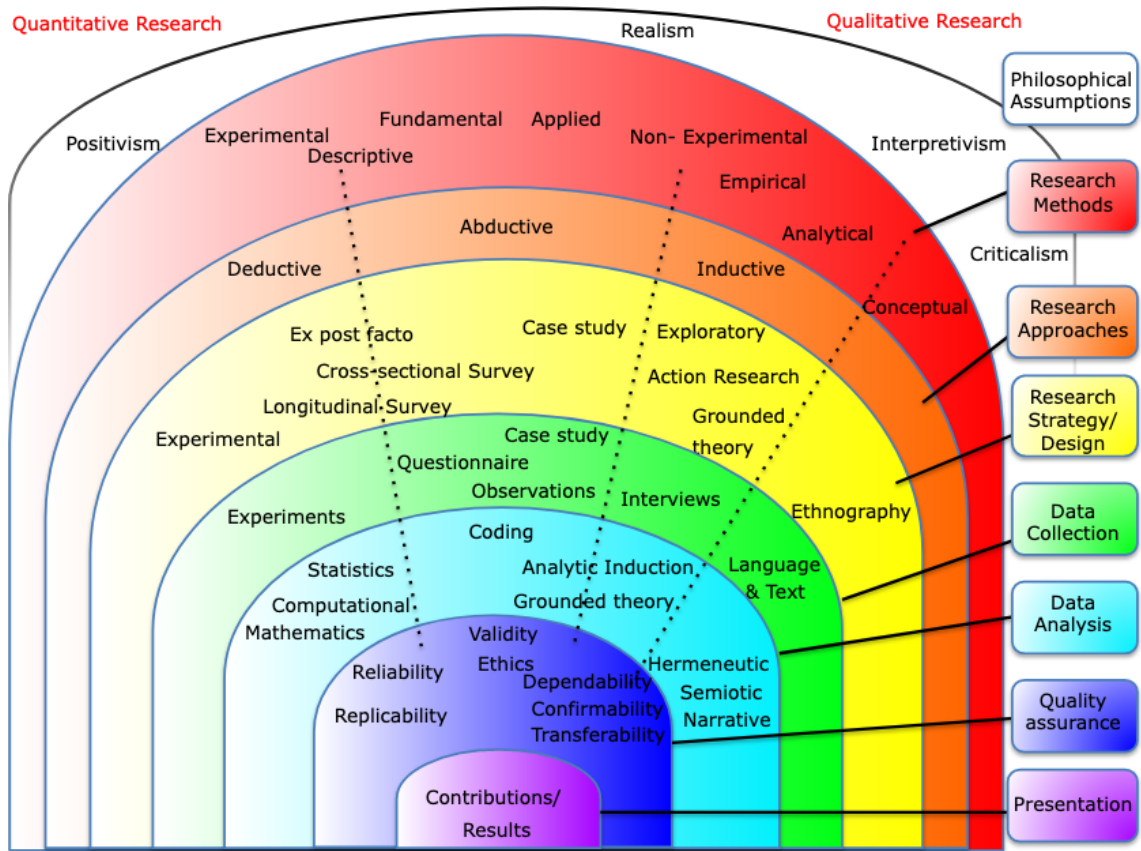 Quantitative Research
Qualitative Research
Realism
Positivism
Interpretivism
Criticalism
Philosophical
Assumptions
Experimental
Descriptive
Fundamental
Applied
Non- Experimental
Empirical
Analytical
Conceptual
Research
Methods
Deductive
Abductive
Inductive
Research
Approaches
Ex post facto
Cross-sectional Survey
Longitudinal Survey
Experimental
Case study
Exploratory
Action Research
Grounded
theory
Ethnography
Research
Strategy/
Design
Case study
Questionnaire
Observations
Experiments
Interviews
Language
& Text
Data
Collection
Coding
Statistics
Computational
Mathematics
Analytic Induction
Grounded theory
Hermeneutic
Semiotic
Narrative
Data
Analysis
Validity
Ethics
Reliability
Replicability
Dependability
Confirmability
Transferability
Quality
assurance
Contributions/
Results
Presentation